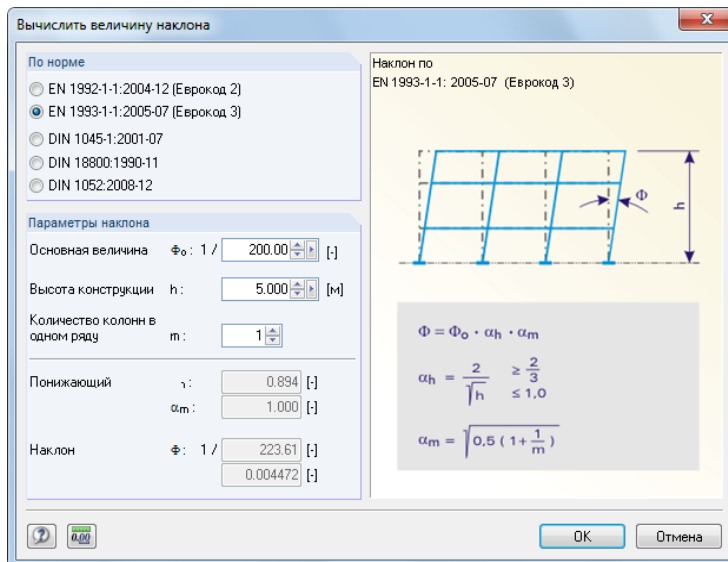 Вычислить величину наклона
По норме
EN 1992-1-1:2004-12 (Еврокод 2)
EN 1993-1-1:2005-07 (Еврокод 3)
DIN 1045-1:2001-07
DIN 18800:1990-11
DIN 1052:2008-12
Параметры наклона
Основная величина Φ₀ : 1 / 200.00 [-]
Высота конструкции h : 5.000 [м]
Количество колонн в
одном ряду m : 1
Понижающий 0.894 [-]
αm : 1.000 [-]
Наклон Φ : 1 / 223.61 [-]
0.004472 [-]
Наклон по
EN 1993-1-1: 2005-07 (Еврокод 3)
Φ
h
Φ = Φ₀ · αh · αm
αh = 2 / √h ≥ 2/3 ≤ 1,0
αm = √0,5 ( 1 + 1/m )
0.00
OK Отмена